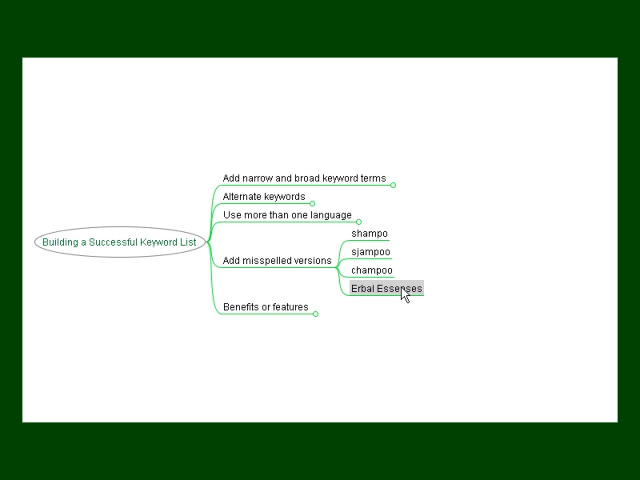 Building a Successful Keyword List
Add narrow and broad keyword terms
Alternate keywords
Use more than one language
Add misspelled versions
shampo
sjampoo
champoo
Erbal Essenses
Benefits or features